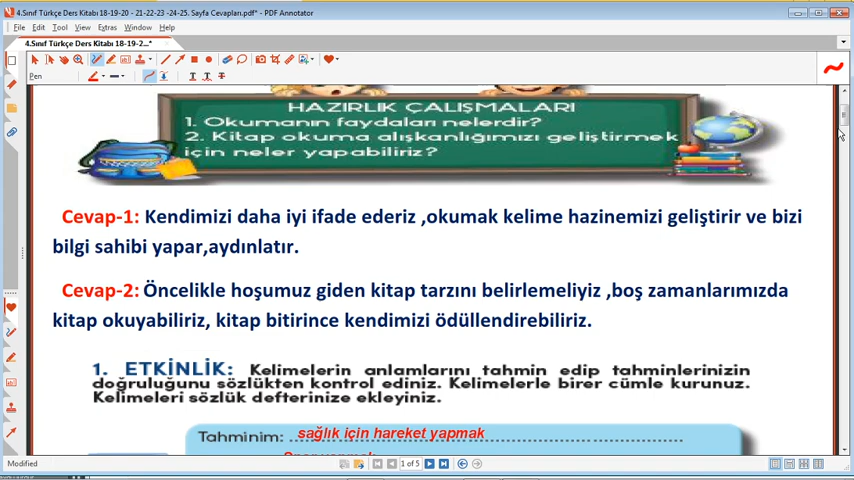 4.Sınıf Türkçe Ders Kitabı 18-19-20 - 21-22-23 -24-25. Sayfa Cevapları.pdf* - PDF Annotator
File Edit Tool View Extras Window Help
4.Sınıf Türkçe Ders Kitabı 18-19-2...*
Pen
HAZIRLIK ÇALIŞMALARI
1. Okumanın faydaları nelerdir?
2. Kitap okuma alışkanlığımızı geliştirmek
için neler yapabiliriz?
Cevap-1: Kendimizi daha iyi ifade ederiz ,okumak kelime hazinemizi geliştirir ve bizi
bilgi sahibi yapar,aydınlatır.
Cevap-2: Öncelikle hoşumuz giden kitap tarzını belirlemeliyiz ,boş zamanlarımızda
kitap okuyabiliriz, kitap bitirince kendimizi ödüllendirebiliriz.
1. ETKİNLİK: Kelimelerin anlamlarını tahmin edip tahminlerinizin
doğruluğunu sözlükten kontrol ediniz. Kelimelerle birer cümle kurunuz.
Kelimeleri sözlük defterinize ekleyiniz.
Tahminim: sağlık için hareket yapmak
Modified
1 of 5